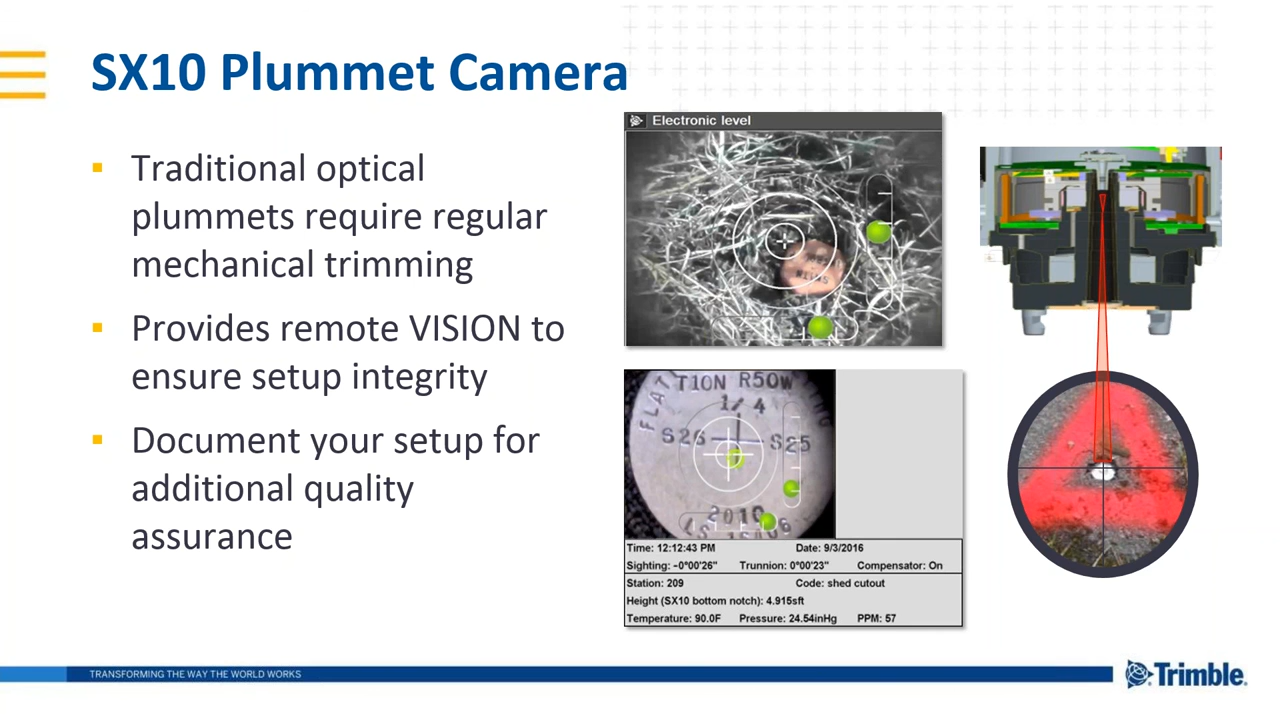 SX10 Plummet Camera
▪ Traditional optical
plummets require regular
mechanical trimming
▪ Provides remote VISION to
ensure setup integrity
▪ Document your setup for
additional quality
assurance
Electronic level
T10N R50W
1/4
S26
S25
2010
Time: 12:12:43 PM Date: 9/3/2016
Sighting: -0°00'26" Trunnion: 0°00'23" Compensator: On
Station: 209 Code: shed cutout
Height (SX10 bottom notch): 4.915sft
Temperature: 90.0F Pressure: 24.54inHg PPM: 57
TRANSFORMING THE WAY THE WORLD WORKS
Trimble